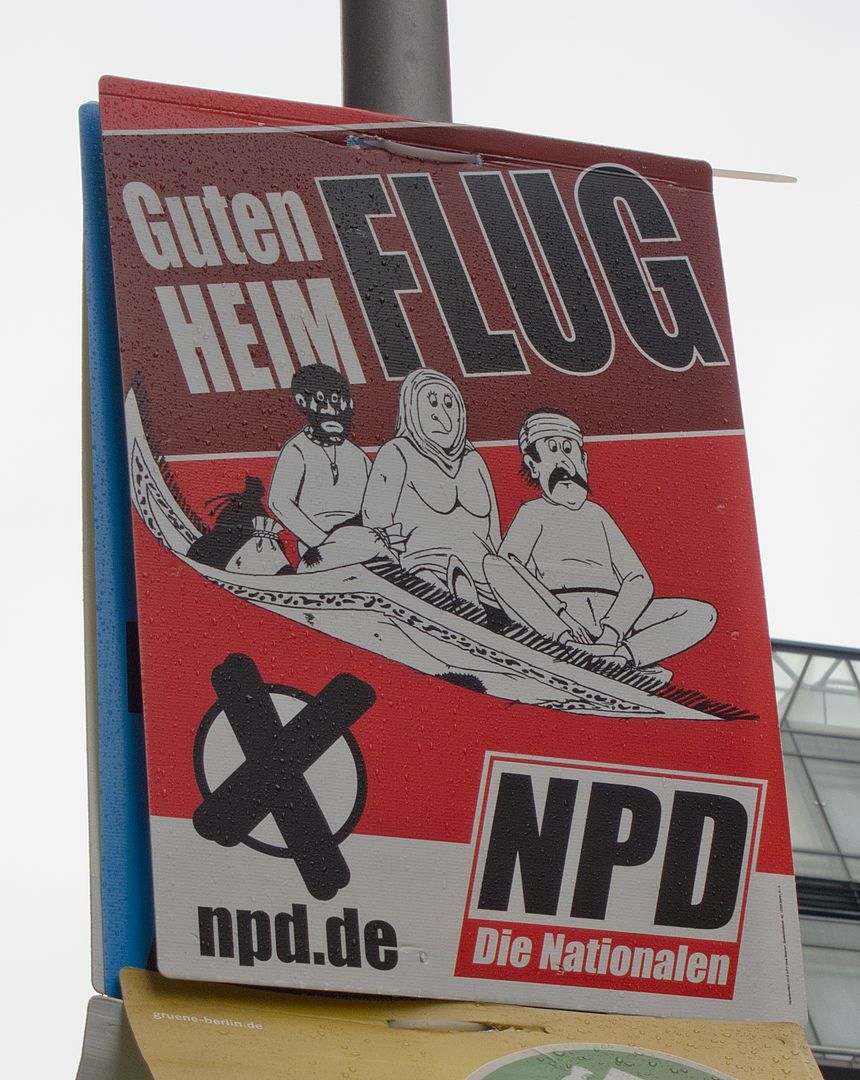 Guten
HEIM
FLUG
npd.de
NPD
Die Nationalen
gruene-berlin.de